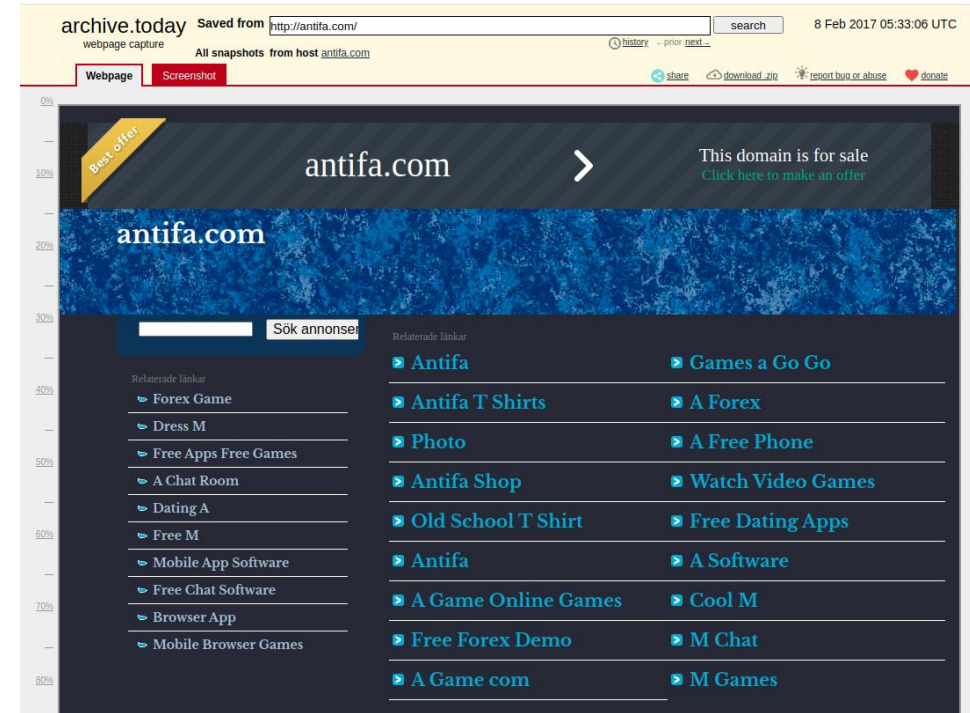 archive.today
webpage capture
Saved from http://antifa.com/ search 8 Feb 2017 05:33:06 UTC
history ←prior next→
All snapshots from host antifa.com
Webpage Screenshot
share download .zip report bug or abuse donate
0%
10%
20%
30%
40%
50%
60%
70%
80%
Best offer
antifa.com
This domain is for sale
Click here to make an offer
antifa.com
Sök annonser
Relaterade länkar
Forex Game
Dress M
Free Apps Free Games
A Chat Room
Dating A
Free M
Mobile App Software
Free Chat Software
Browser App
Mobile Browser Games
Relaterade länkar
Antifa
Antifa T Shirts
Photo
Antifa Shop
Old School T Shirt
Antifa
A Game Online Games
Free Forex Demo
A Game com
Games a Go Go
A Forex
A Free Phone
Watch Video Games
Free Dating Apps
A Software
Cool M
M Chat
M Games